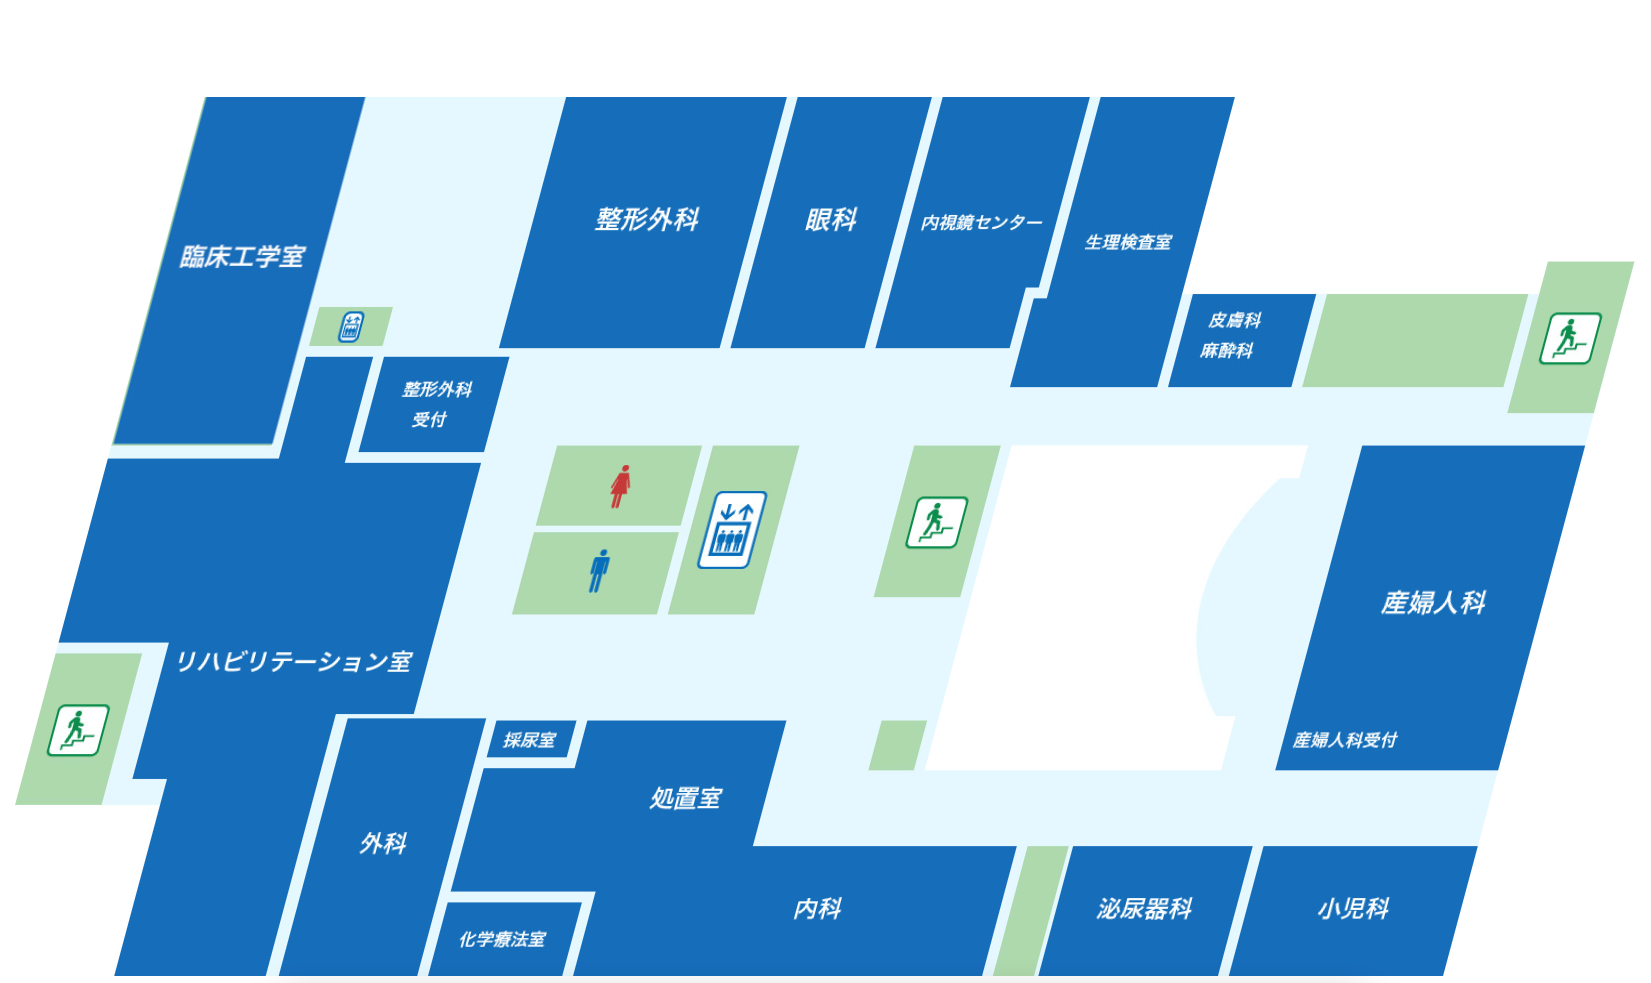 臨床工学室
整形外科
眼科
内視鏡センター
生理検査室
皮膚科
麻酔科
整形外科
受付
産婦人科
リハビリテーション室
産婦人科受付
採尿室
処置室
外科
内科
泌尿器科
小児科
化学療法室